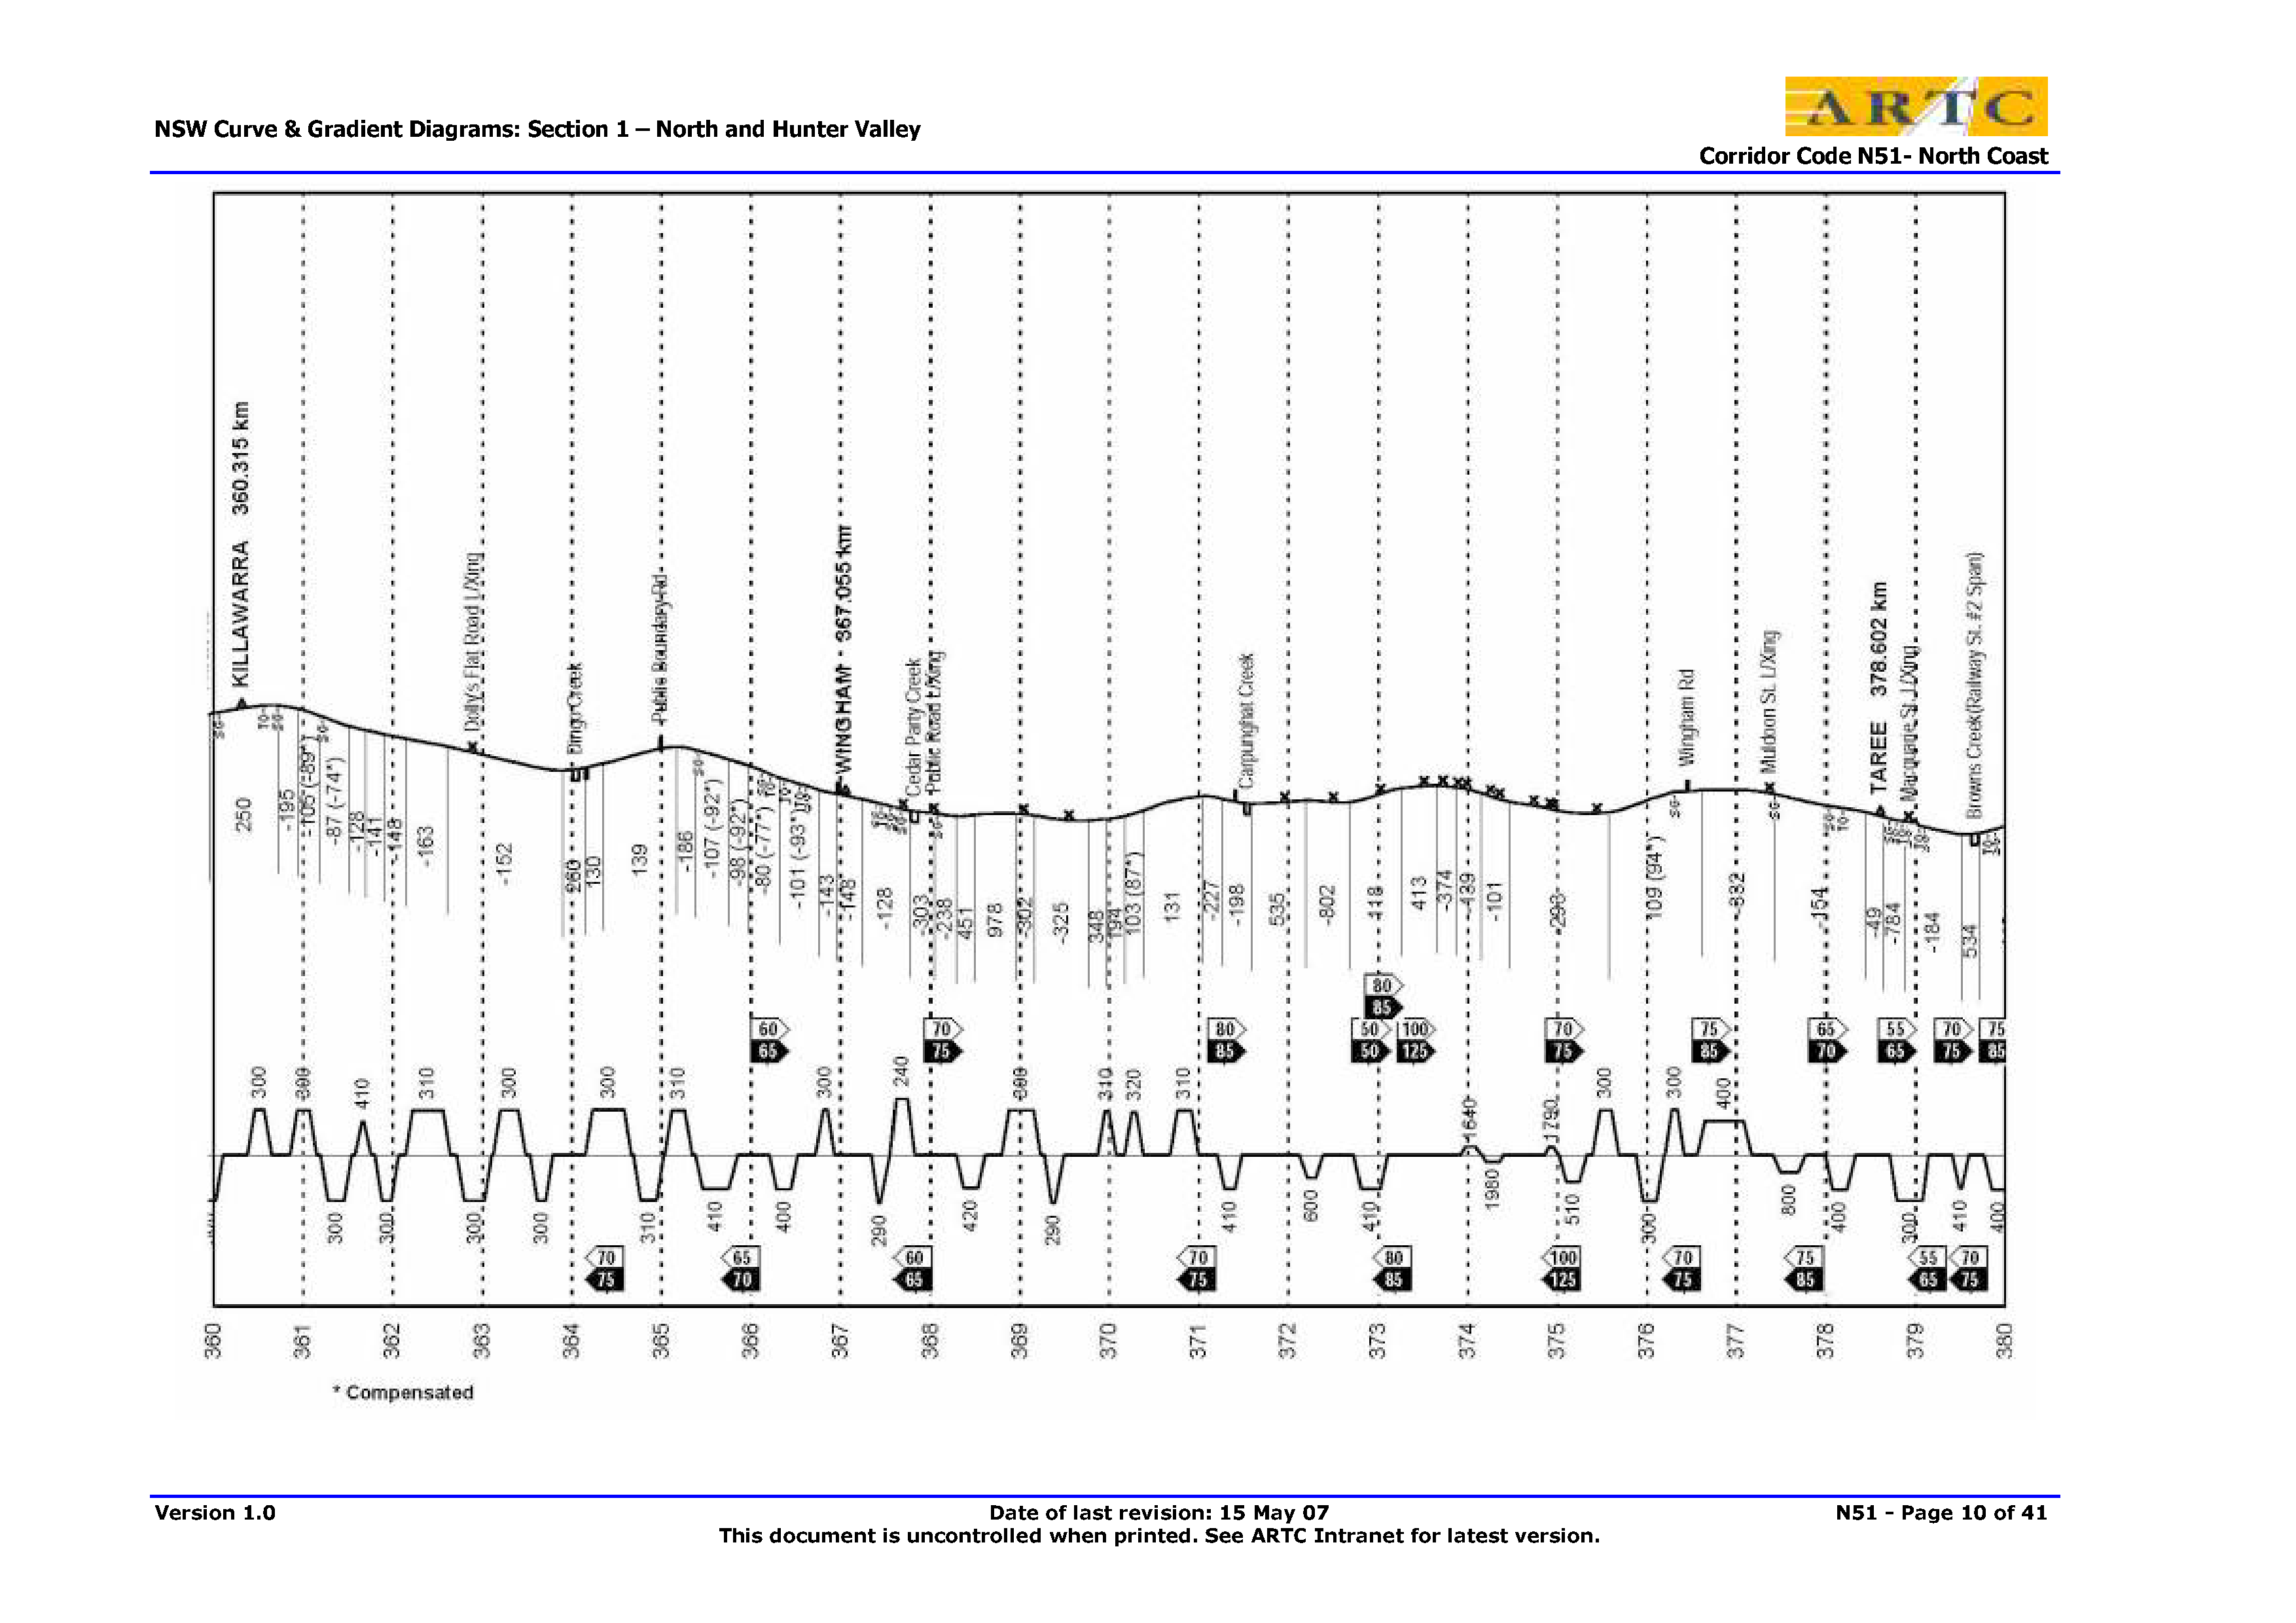 NSW Curve & Gradient Diagrams: Section 1 – North and Hunter Valley
ARTC
Corridor Code N51- North Coast
KILLAWARRA 360.315 km
Dolly's Flat Road L/Xing
Dingo Creek
Public Boundary Rd
WINGHAM 367.055 km
Cedar Party Creek
Public Road L/Xing
Carpunghat Creek
Wingham Rd
Muldoon St. L/Xing
TAREE 378.602 km
Macquarie St. L/Xing
Browns Creek(Railway St. #2 Span)
250 -195 -105 (-89*) -87 (-74*) -128 -141 -148 -163 -152 260 130 139 -186 -107 (-92*) -98 (-92*) -80 (-77*) -101 (-93*) -143 -148 -128 -303 -238 451 978 -302 -325 348 194 103 (87*) 131 -227 -198 535 -802 418 413 -374 -439 -101 -298 109 (94*) -882 -154 -49 -784 -184 534
80
85
60 70 80 50 100 70 75 65 55 70 75
65 75 85 50 125 75 85 70 65 75 85
300 300 410 310 300 300 310 300 240 300 310 320 310 1640 1790 300 300 400
300 300 300 300 310 410 400 290 420 290 410 600 410 1980 510 300 800 400 300 410 400
70 65 60 70 80 100 70 75 55 70
75 70 65 75 85 125 75 85 65 75
360 361 362 363 364 365 366 367 368 369 370 371 372 373 374 375 376 377 378 379 380
* Compensated
Version 1.0
Date of last revision: 15 May 07
N51 - Page 10 of 41
This document is uncontrolled when printed. See ARTC Intranet for latest version.